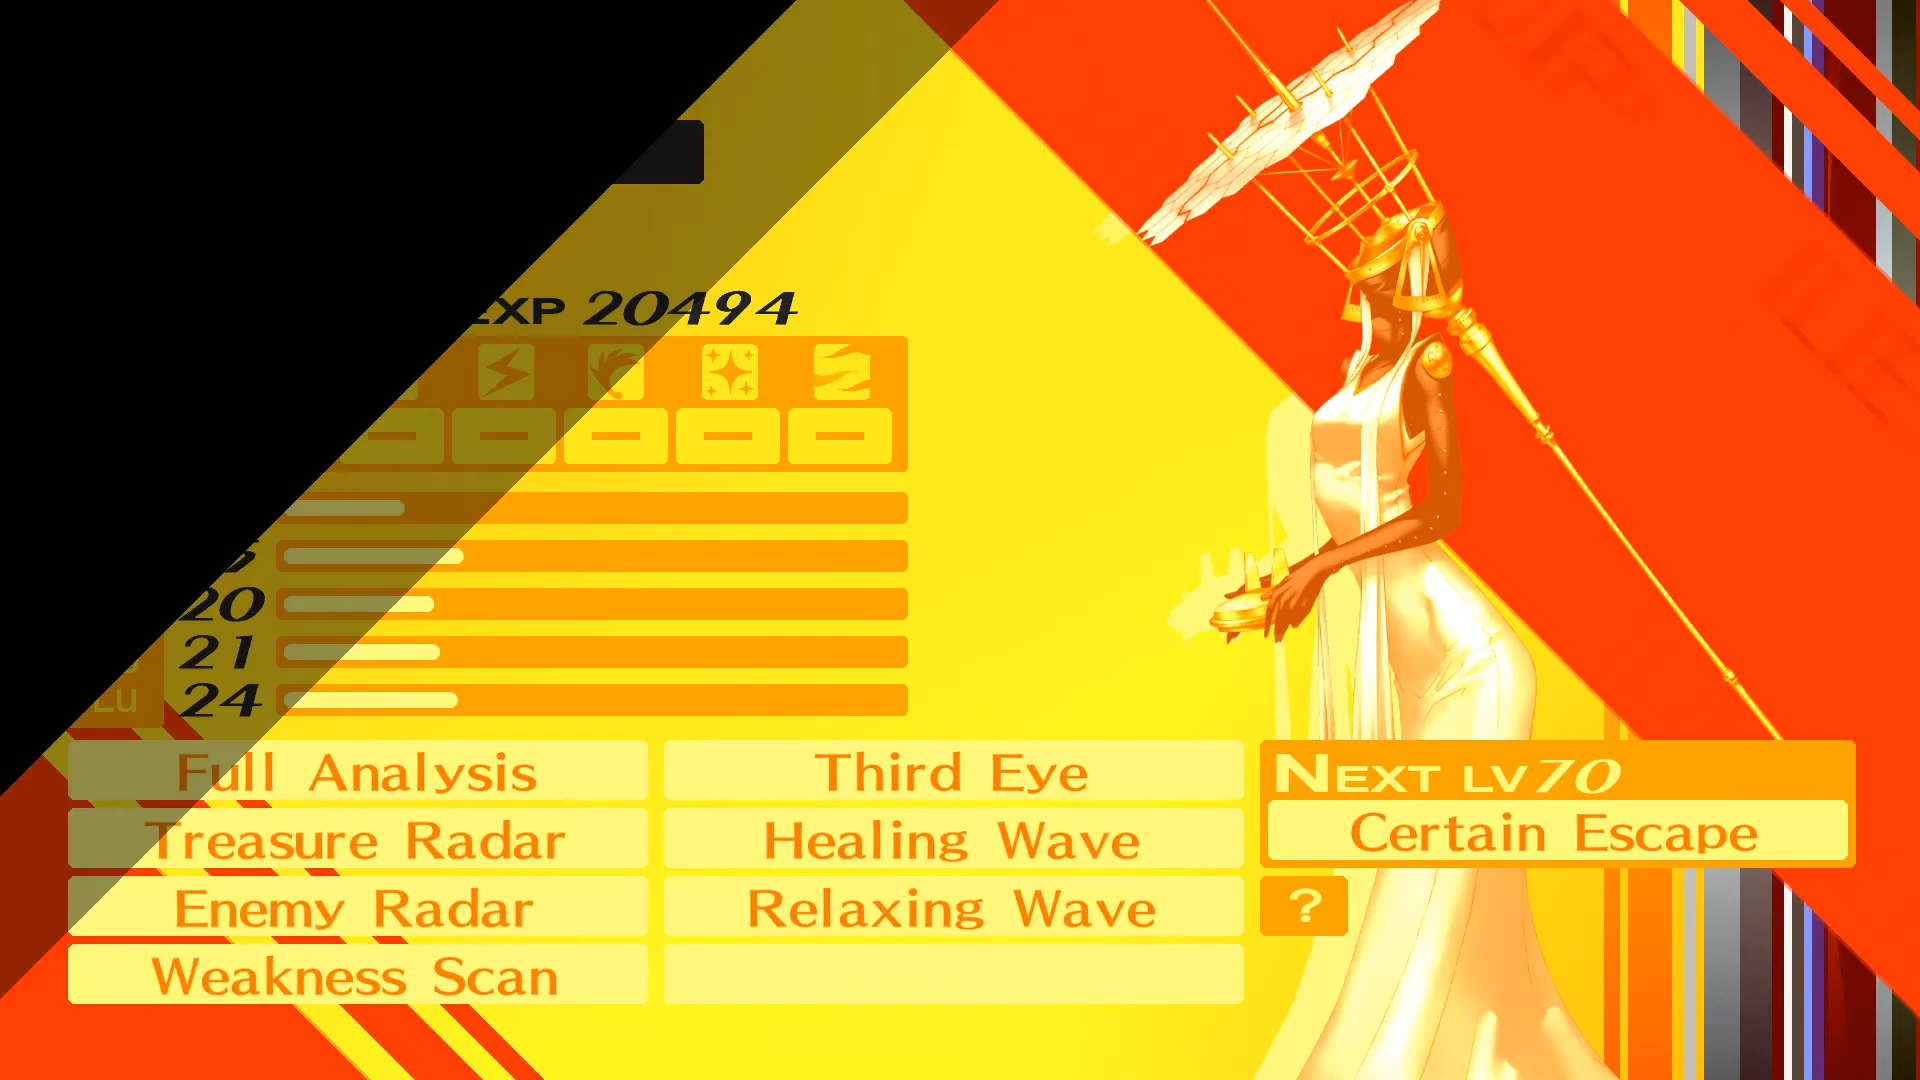 EXP 20494
20
21
Lu 24
Full Analysis Third Eye NEXT LV70
Treasure Radar Healing Wave Certain Escape
Enemy Radar Relaxing Wave ?
Weakness Scan